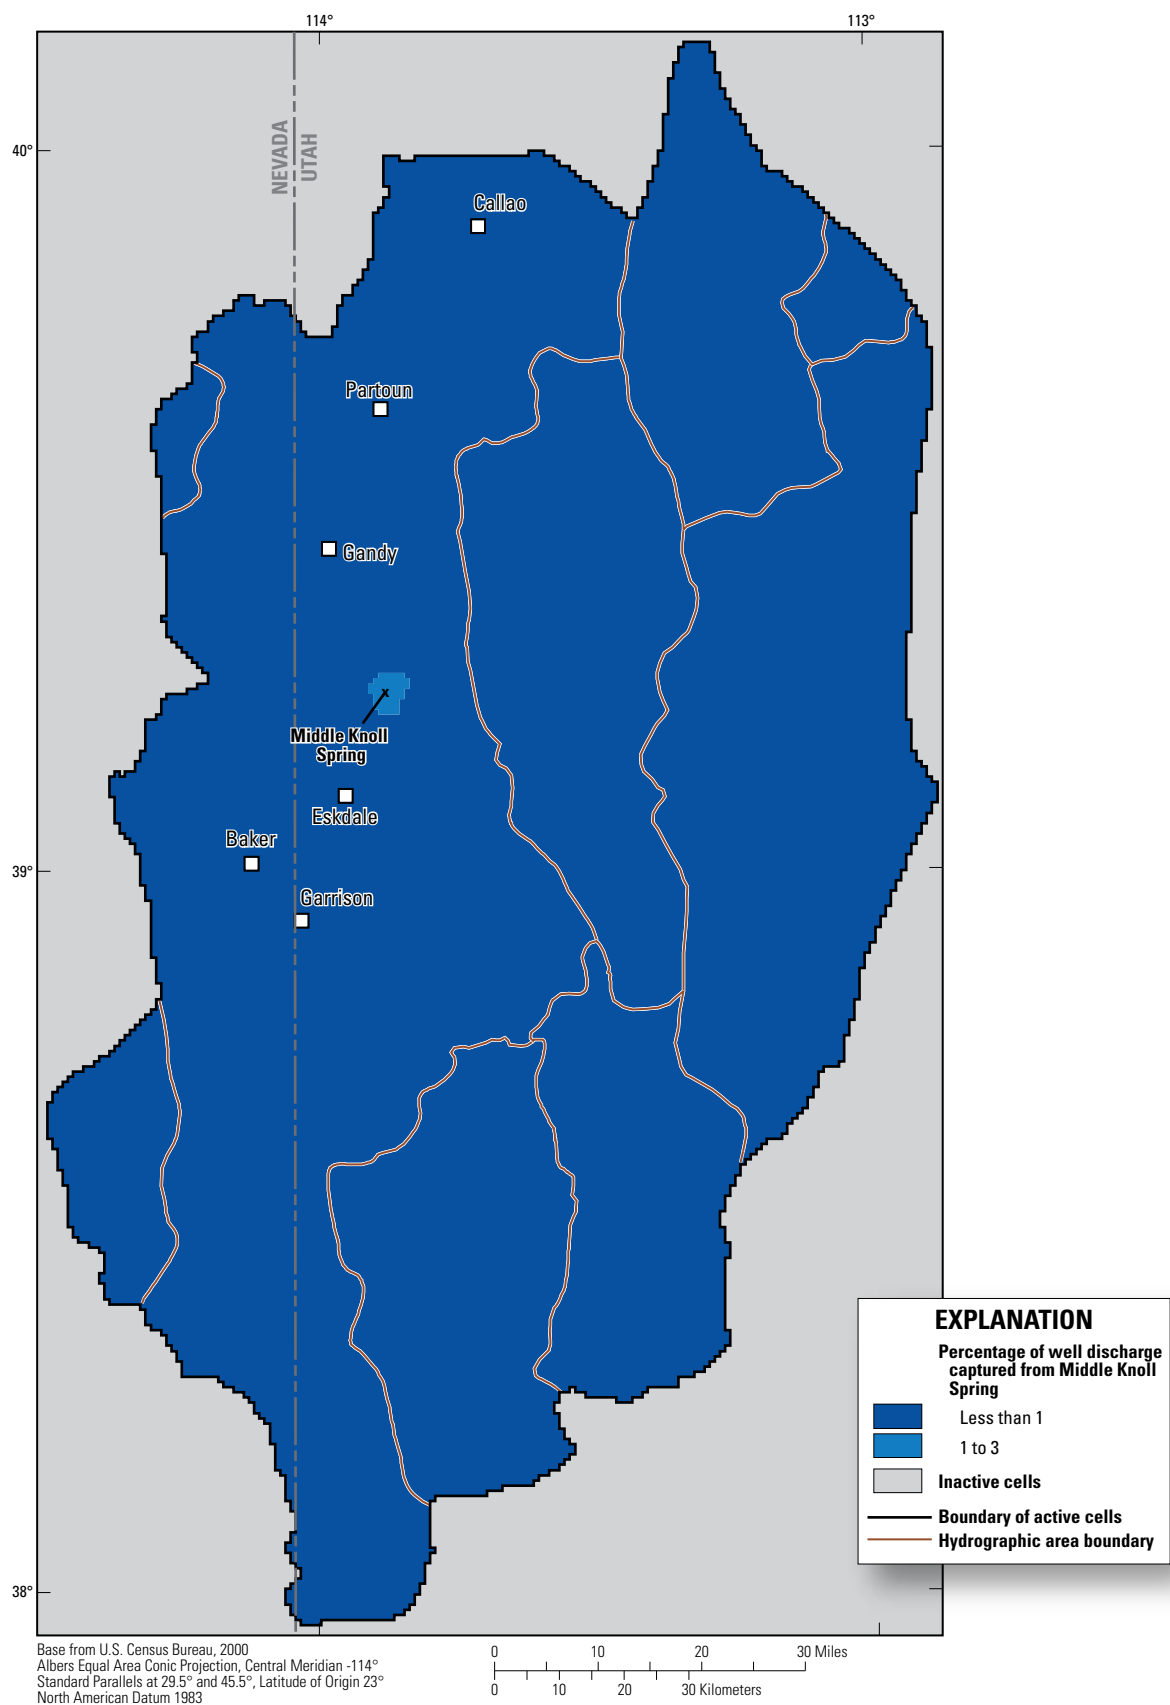 114°
113°
40°
NEVADA
UTAH
Callao
Partoun
Gandy
x
Middle Knoll
Spring
Eskdale
Baker
39°
Garrison
EXPLANATION
Percentage of well discharge
captured from Middle Knoll
Spring
Less than 1
1 to 3
Inactive cells
Boundary of active cells
Hydrographic area boundary
38°
Base from U.S. Census Bureau, 2000
Albers Equal Area Conic Projection, Central Meridian -114°
Standard Parallels at 29.5° and 45.5°, Latitude of Origin 23°
North American Datum 1983
0 10 20 30 Miles
0 10 20 30 Kilometers